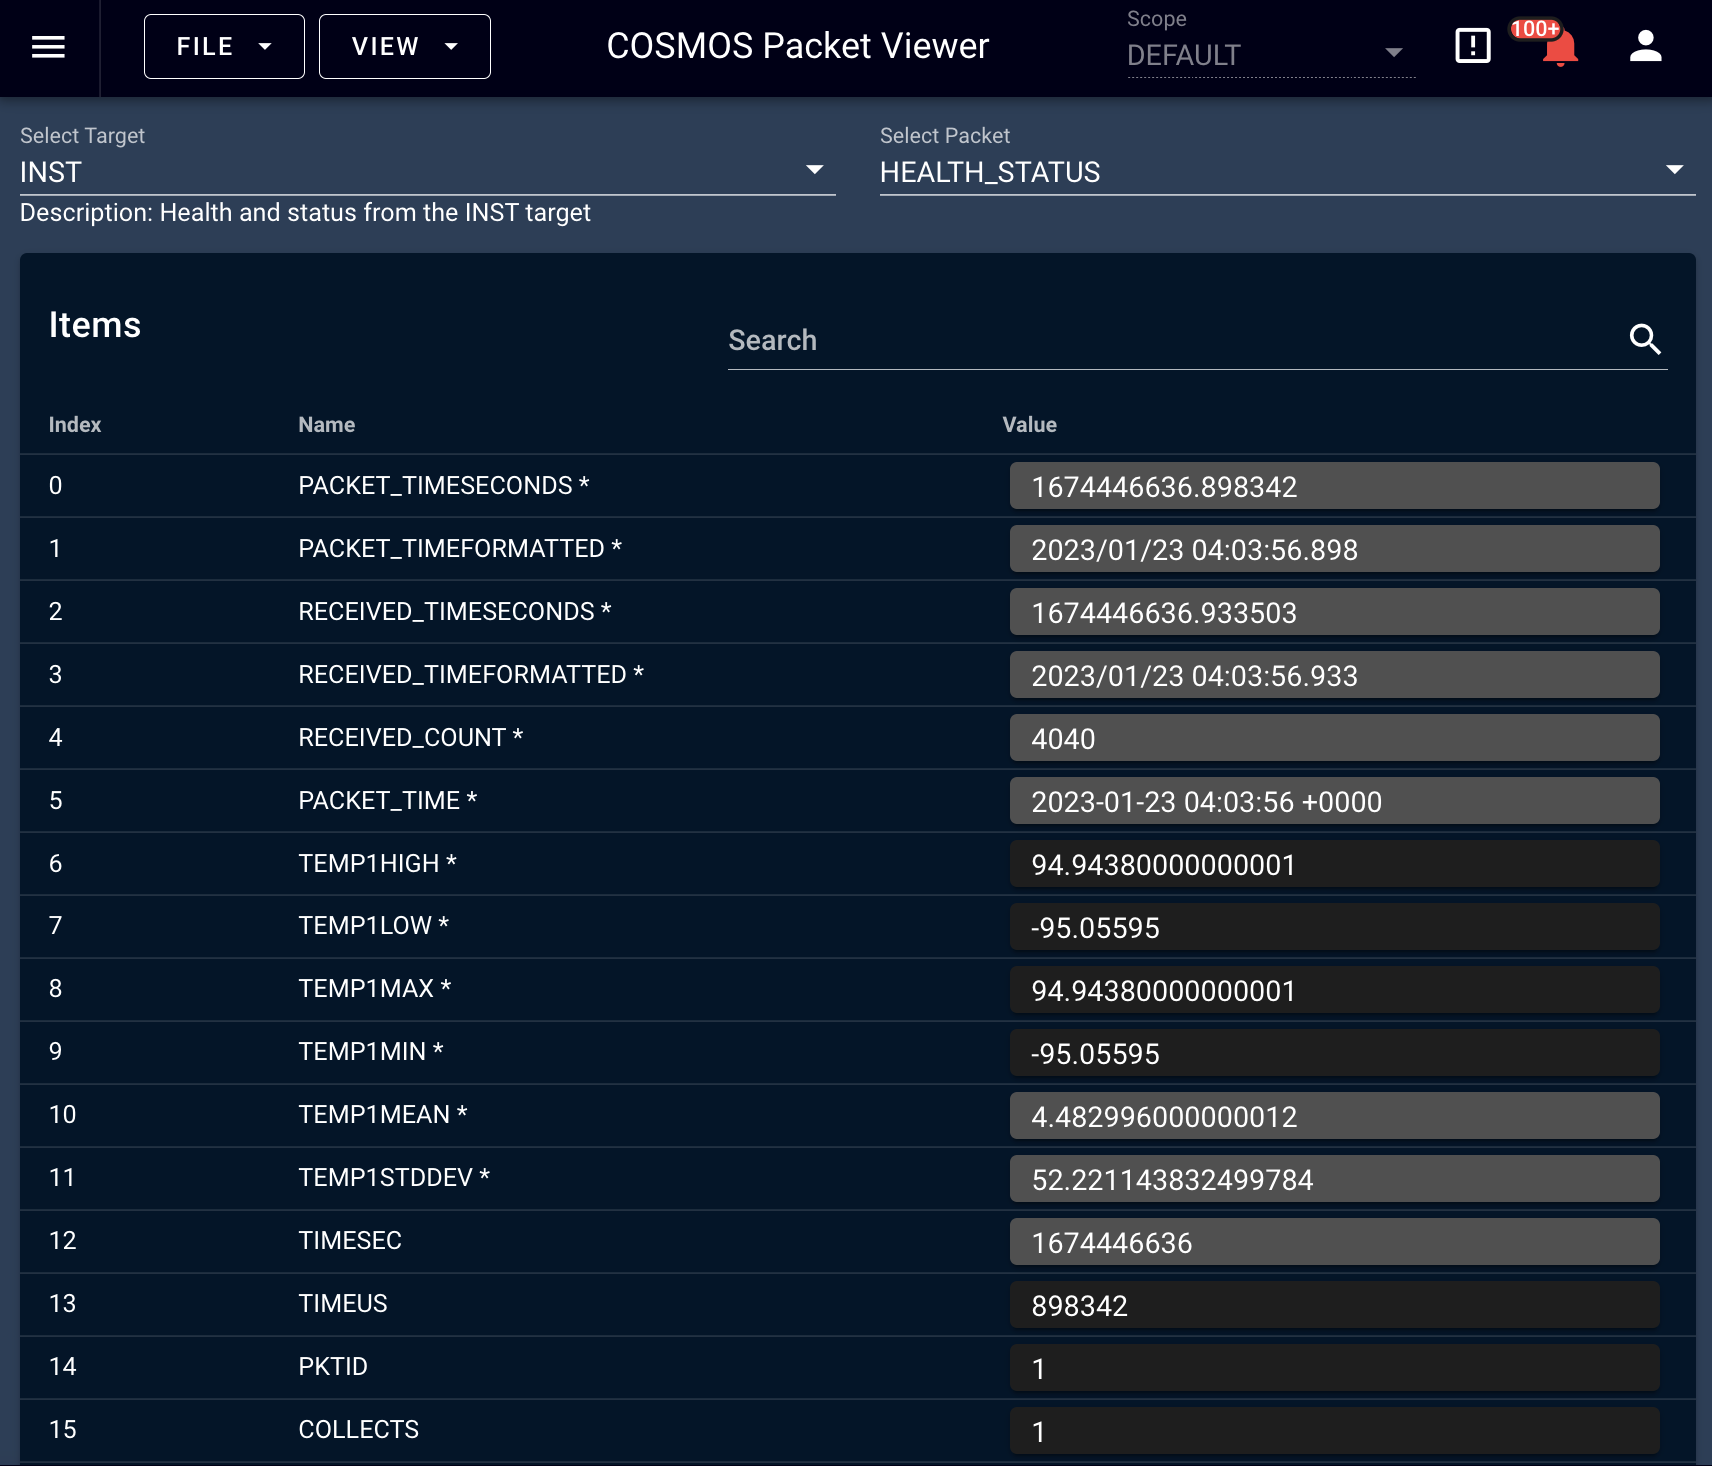 FILE VIEW COSMOS Packet Viewer Scope DEFAULT 100+
Select Target Select Packet
INST HEALTH_STATUS
Description: Health and status from the INST target
Items
Search
Index Name Value
0 PACKET_TIMESECONDS * 1674446636.898342
1 PACKET_TIMEFORMATTED * 2023/01/23 04:03:56.898
2 RECEIVED_TIMESECONDS * 1674446636.933503
3 RECEIVED_TIMEFORMATTED * 2023/01/23 04:03:56.933
4 RECEIVED_COUNT * 4040
5 PACKET_TIME * 2023-01-23 04:03:56 +0000
6 TEMP1HIGH * 94.94380000000001
7 TEMP1LOW * -95.05595
8 TEMP1MAX * 94.94380000000001
9 TEMP1MIN * -95.05595
10 TEMP1MEAN * 4.482996000000012
11 TEMP1STDDEV * 52.221143832499784
12 TIMESEC 1674446636
13 TIMEUS 898342
14 PKTID 1
15 COLLECTS 1